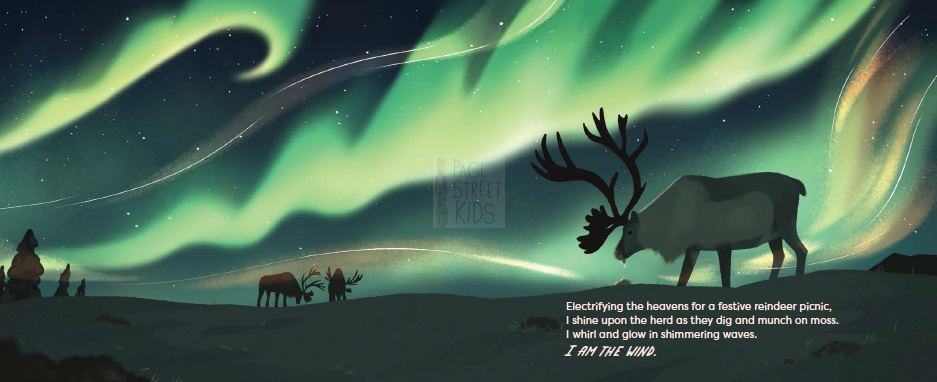 PAGE
STREET
KIDS
Electrifying the heavens for a festive reindeer picnic,
I shine upon the herd as they dig and munch on moss.
I whirl and glow in shimmering waves.
I AM THE WIND.